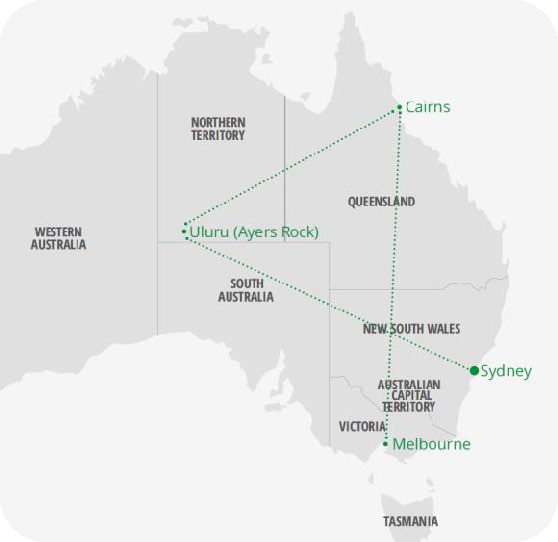 Cairns
NORTHERN
TERRITORY
QUEENSLAND
WESTERN
AUSTRALIA
Uluru (Ayers Rock)
SOUTH
AUSTRALIA
NEW SOUTH WALES
Sydney
AUSTRALIAN
CAPITAL
TERRITORY
VICTORIA
Melbourne
TASMANIA